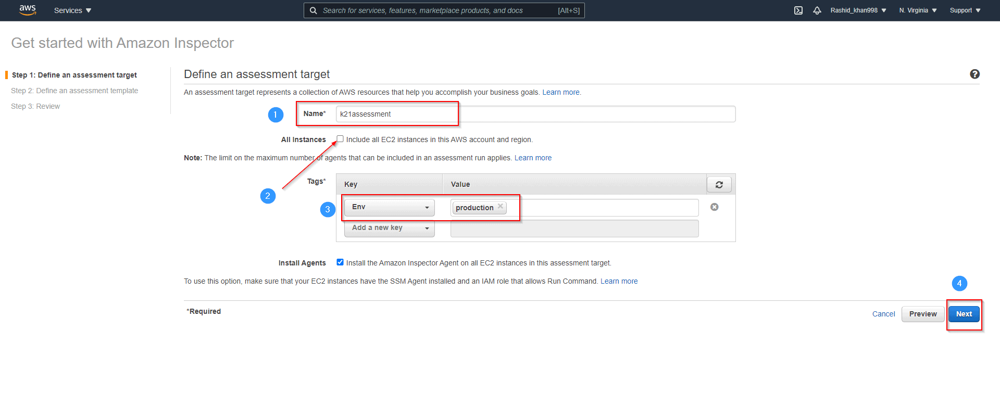 aws Services Search for services, features, marketplace products, and docs [Alt+S] Rashid_khan998 N. Virginia Support
Get started with Amazon Inspector
Step 1: Define an assessment target
Step 2: Define an assessment template
Step 3: Review
Define an assessment target
An assessment target represents a collection of AWS resources that help you accomplish your business goals. Learn more.
1 Name* k21assessment
All Instances Include all EC2 instances in this AWS account and region.
Note: The limit on the maximum number of agents that can be included in an assessment run applies. Learn more
2
Tags* Key Value
3 Env production
Add a new key
Install Agents Install the Amazon Inspector Agent on all EC2 instances in this assessment target.
To use this option, make sure that your EC2 instances have the SSM Agent installed and an IAM role that allows Run Command. Learn more
4
*Required Cancel Preview Next